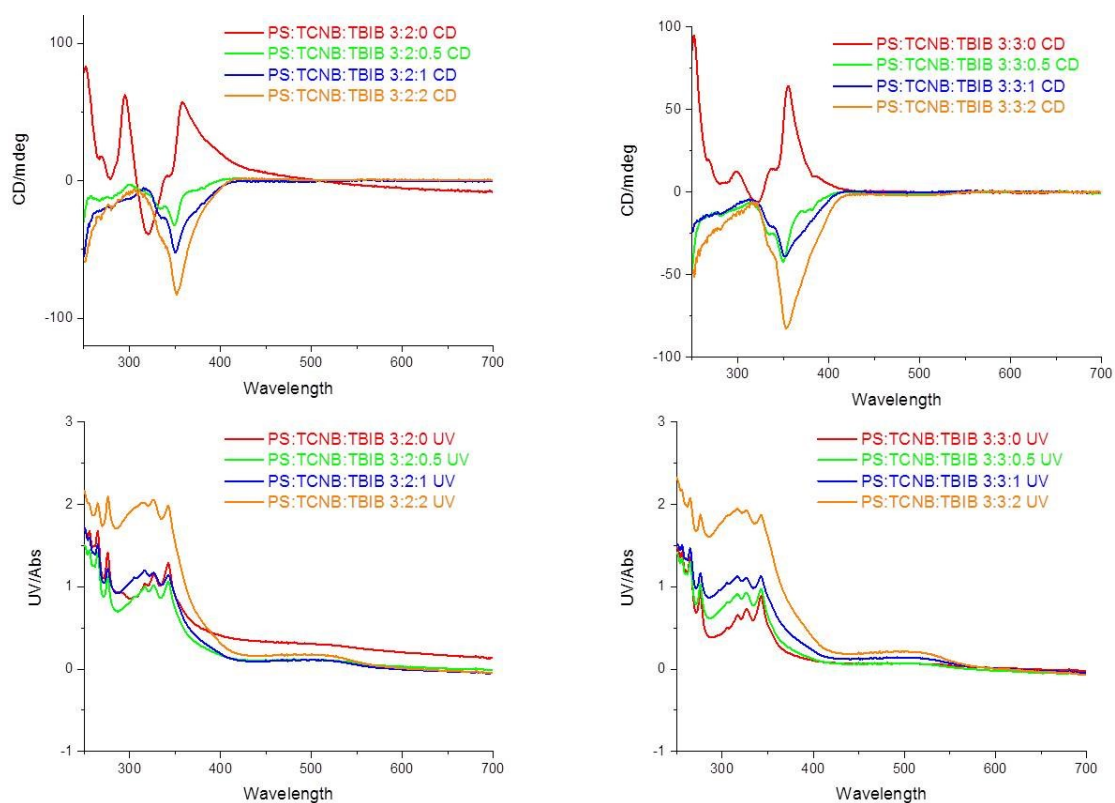 PS:TCNB:TBIB 3:2:0 CD
PS:TCNB:TBIB 3:2:0.5 CD
PS:TCNB:TBIB 3:2:1 CD
PS:TCNB:TBIB 3:2:2 CD
100
0
-100
CD/mdeg
300 400 500 600 700
Wavelength
PS:TCNB:TBIB 3:3:0 CD
PS:TCNB:TBIB 3:3:0.5 CD
PS:TCNB:TBIB 3:3:1 CD
PS:TCNB:TBIB 3:3:2 CD
100
50
0
-50
-100
CD/mdeg
300 400 500 600 700
Wavelength
PS:TCNB:TBIB 3:2:0 UV
PS:TCNB:TBIB 3:2:0.5 UV
PS:TCNB:TBIB 3:2:1 UV
PS:TCNB:TBIB 3:2:2 UV
3
2
1
0
-1
UV/Abs
300 400 500 600 700
Wavelength
PS:TCNB:TBIB 3:3:0 UV
PS:TCNB:TBIB 3:3:0.5 UV
PS:TCNB:TBIB 3:3:1 UV
PS:TCNB:TBIB 3:3:2 UV
3
2
1
0
-1
UV/Abs
300 400 500 600 700
Wavelength